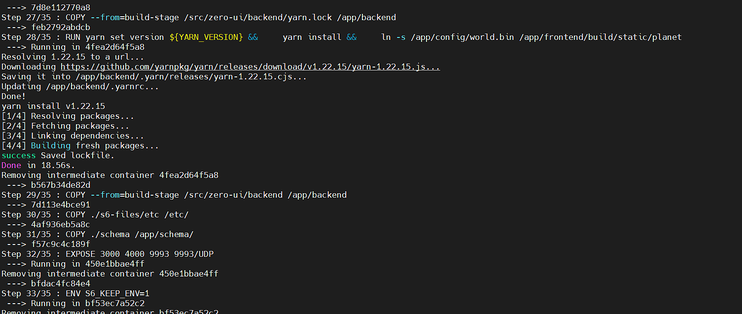 ---> 7d8e112770a8
Step 27/35 : COPY --from=build-stage /src/zero-ui/backend/yarn.lock /app/backend
---> feb2792abdcb
Step 28/35 : RUN yarn set version ${YARN_VERSION} &&     yarn install &&     ln -s /app/config/world.bin /app/frontend/build/static/planet
---> Running in 4fea2d64f5a8
Resolving 1.22.15 to a url...
Downloading https://github.com/yarnpkg/yarn/releases/download/v1.22.15/yarn-1.22.15.js...
Saving it into /app/backend/.yarn/releases/yarn-1.22.15.cjs...
Updating /app/backend/.yarnrc...
Done!
yarn install v1.22.15
[1/4] Resolving packages...
[2/4] Fetching packages...
[3/4] Linking dependencies...
[4/4] Building fresh packages...
success Saved lockfile.
Done in 18.56s.
Removing intermediate container 4fea2d64f5a8
---> b567b34de82d
Step 29/35 : COPY --from=build-stage /src/zero-ui/backend /app/backend
---> 7d113e4bce91
Step 30/35 : COPY ./s6-files/etc /etc/
---> 4af936eb5a8c
Step 31/35 : COPY ./schema /app/schema/
---> f57c9c4c189f
Step 32/35 : EXPOSE 3000 4000 9993 9993/UDP
---> Running in 450e1bbae4ff
Removing intermediate container 450e1bbae4ff
---> bfdac4fc84e4
Step 33/35 : ENV S6_KEEP_ENV=1
---> Running in bf53ec7a52c2
Removing intermediate container bf53ec7a52c2